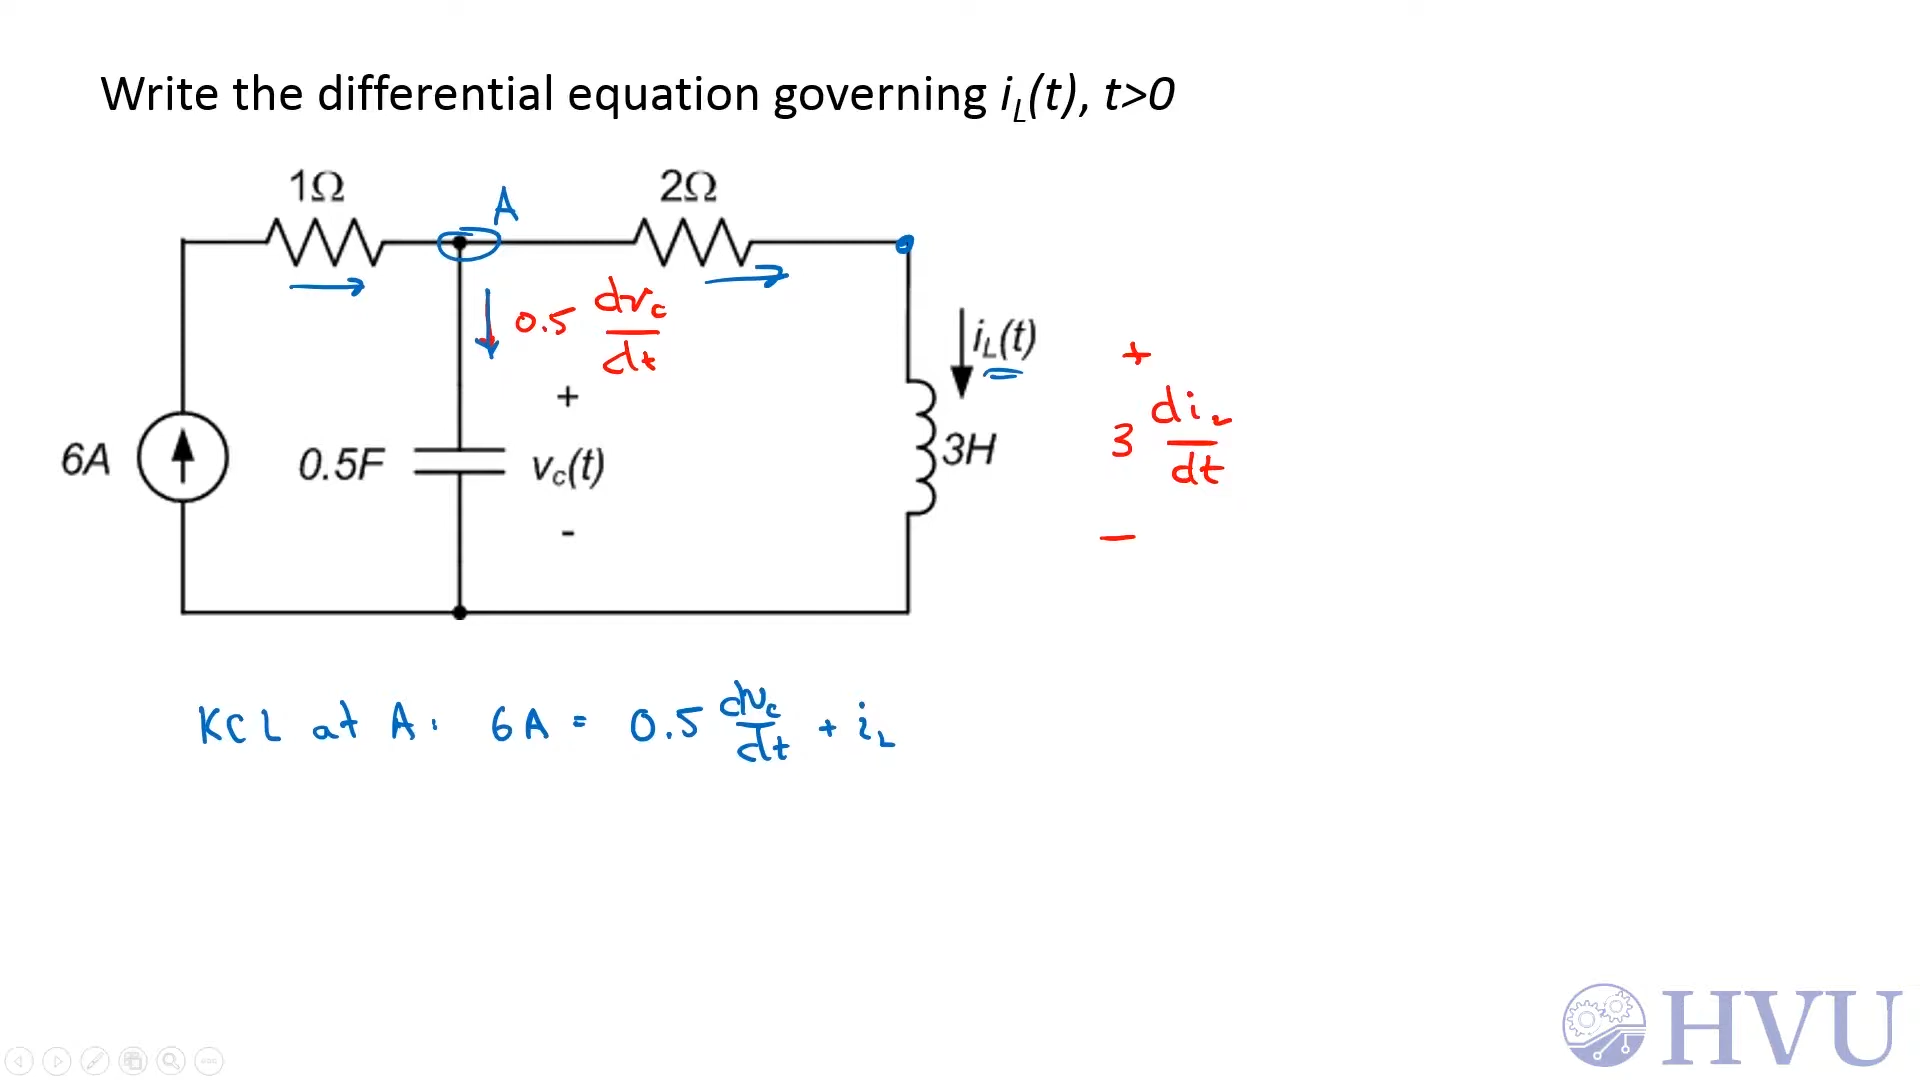 Write the differential equation governing iL(t), t>0
1Ω
A
2Ω
0.5 dvc/dt
iL(t)
+
+
3 diL/dt
6A
0.5F
vc(t)
3H
-
−
KCL at A: 6A = 0.5 dvc/dt + iL
HVU